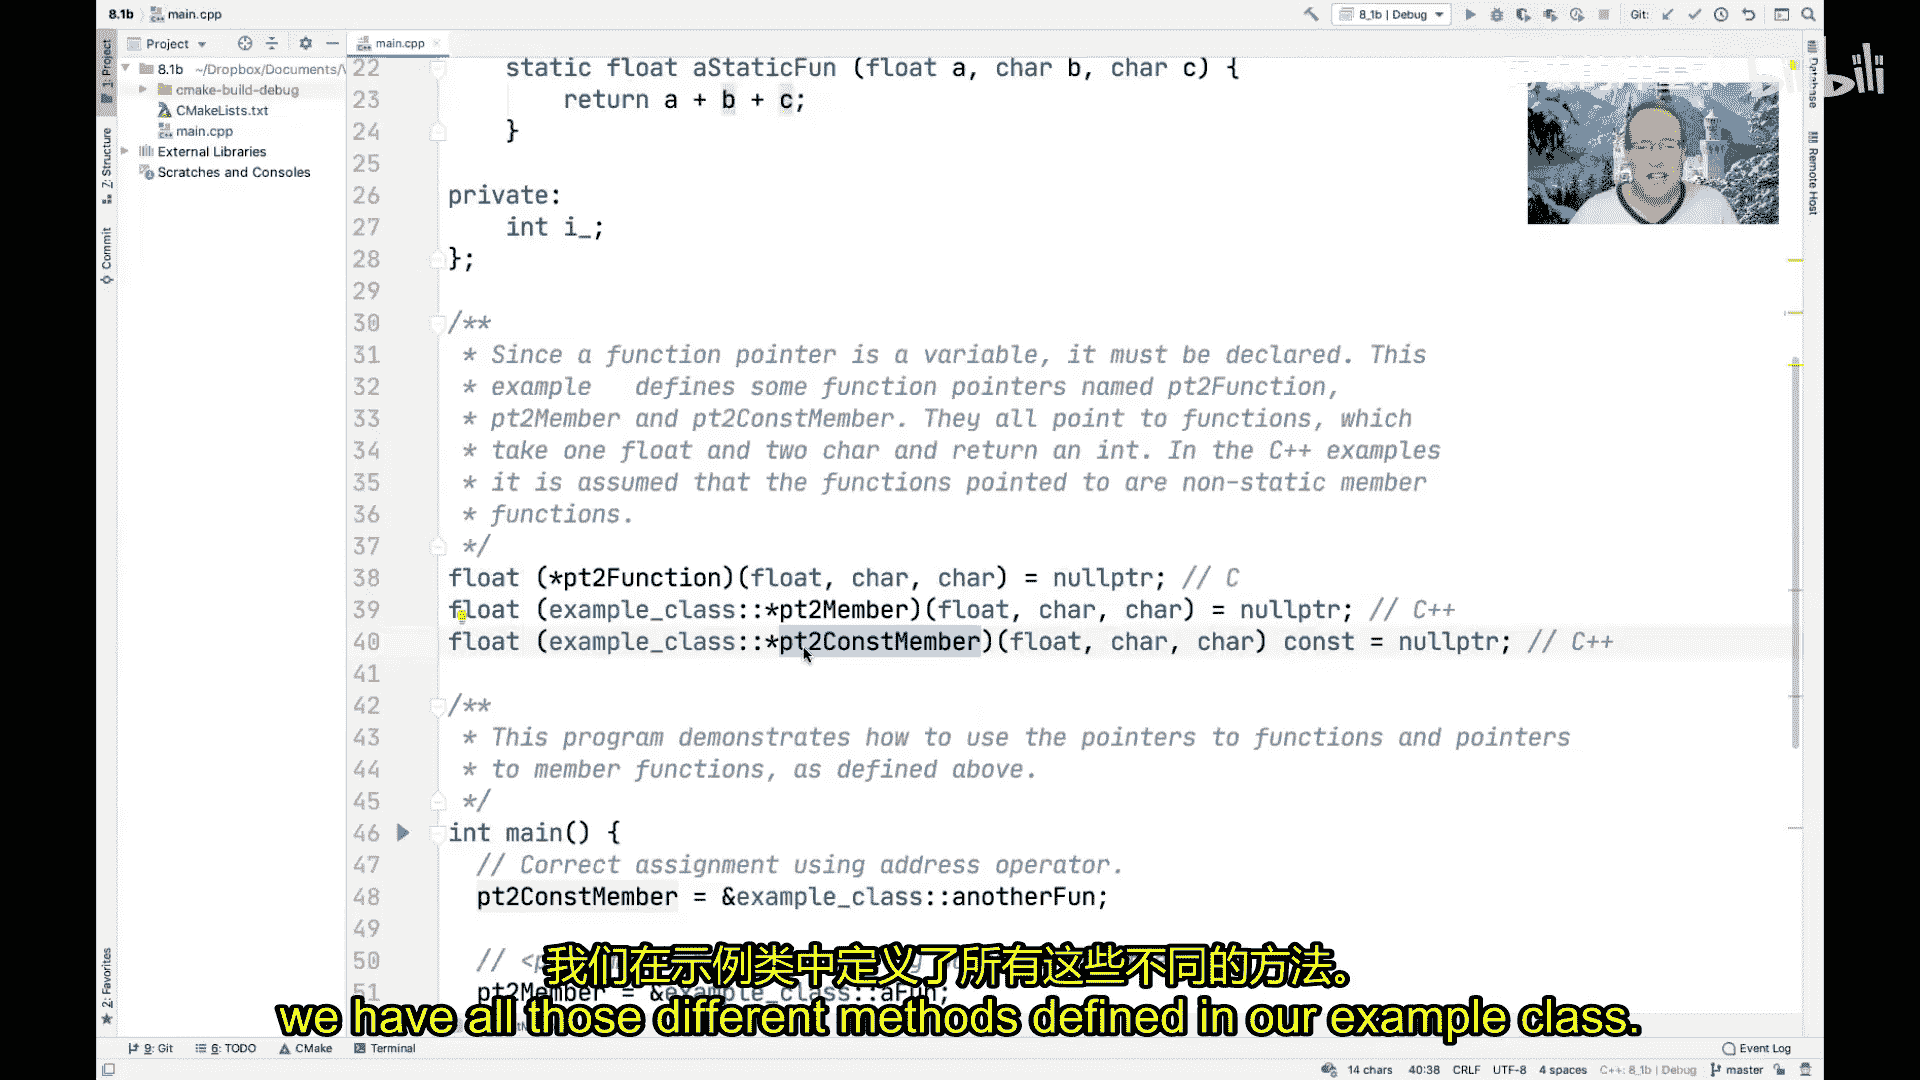 8.1b main.cpp
8_1b | Debug
Git:
Project
main.cpp
8.1b ~/Dropbox/Documents/
cmake-build-debug
CMakeLists.txt
main.cpp
External Libraries
Scratches and Consoles
1: Project
7: Structure
Commit
2: Favorites
Database
Remote Host
bilibili
22 static float aStaticFun (float a, char b, char c) {
23 return a + b + c;
24 }
25
26 private:
27 int i_;
28 };
29
30 /**
31 * Since a function pointer is a variable, it must be declared. This
32 * example defines some function pointers named pt2Function,
33 * pt2Member and pt2ConstMember. They all point to functions, which
34 * take one float and two char and return an int. In the C++ examples
35 * it is assumed that the functions pointed to are non-static member
36 * functions.
37 */
38 float (*pt2Function)(float, char, char) = nullptr; // C
39 float (example_class::*pt2Member)(float, char, char) = nullptr; // C++
40 float (example_class::*pt2ConstMember)(float, char, char) const = nullptr; // C++
41
42 /**
43 * This program demonstrates how to use the pointers to functions and pointers
44 * to member functions, as defined above.
45 */
46 int main() {
47 // Correct assignment using address operator.
48 pt2ConstMember = &example_class::anotherFun;
49
50 //
51 pt2Member = &example_class::aFun;
我们在示例类中定义了所有这些不同的方法。
we have all those different methods defined in our example class.
9: Git 6: TODO CMake Terminal
Event Log
14 chars 40:38 CRLF UTF-8 4 spaces C++: 8_1b | Debug master